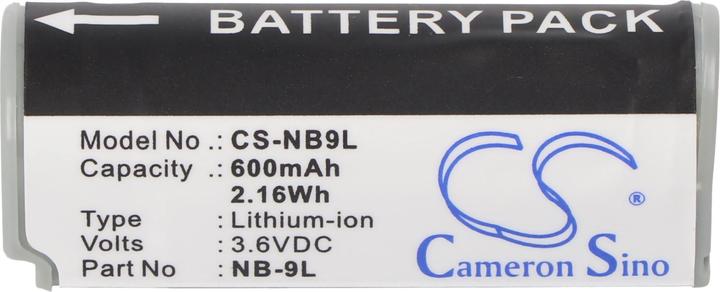 BATTERY PACK
Model No .: CS-NB9L
Capacity .: 600mAh
2.16Wh
Type : Lithium-ion
Volts : 3.6VDC
Part No .: NB-9L
CS ®
Cameron Sino